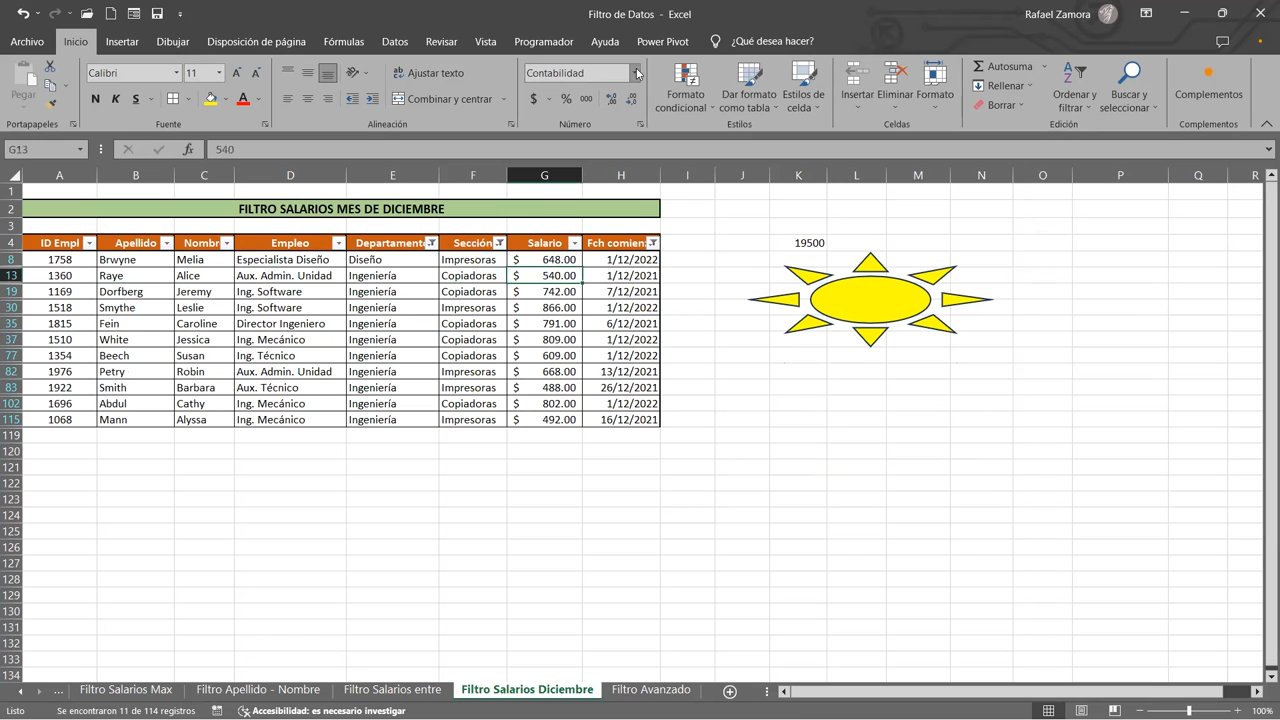 Filtro de Datos - Excel
Rafael Zamora
Archivo Inicio Insertar Dibujar Disposición de página Fórmulas Datos Revisar Vista Programador Ayuda Power Pivot ¿Qué desea hacer?
Pegar
Portapapeles
Calibri 11
N K S
Fuente
Ajustar texto
Combinar y centrar
Alineación
Contabilidad
$ % 000
Número
Formato condicional
Dar formato como tabla
Estilos de celda
Estilos
Insertar Eliminar Formato
Celdas
Autosuma
Rellenar
Borrar
Ordenar y filtrar
Buscar y seleccionar
Edición
Complementos
Complementos
G13 fx 540
A B C D E F G H I J K L M N O P Q R
1
2 FILTRO SALARIOS MES DE DICIEMBRE
3
4 ID Empl Apellido Nombr Empleo Departament Sección Salario Fch comien 19500
8 1758 Brwyne Melia Especialista Diseño Diseño Impresoras $ 648.00 1/12/2022
13 1360 Raye Alice Aux. Admin. Unidad Ingeniería Copiadoras $ 540.00 1/12/2021
19 1169 Dorfberg Jeremy Ing. Software Ingeniería Copiadoras $ 742.00 7/12/2021
30 1518 Smythe Leslie Ing. Software Ingeniería Impresoras $ 866.00 1/12/2022
35 1815 Fein Caroline Director Ingeniero Ingeniería Copiadoras $ 791.00 6/12/2021
37 1510 White Jessica Ing. Mecánico Ingeniería Copiadoras $ 809.00 1/12/2022
77 1354 Beech Susan Ing. Técnico Ingeniería Copiadoras $ 609.00 1/12/2022
82 1976 Petry Robin Aux. Admin. Unidad Ingeniería Impresoras $ 668.00 13/12/2021
83 1922 Smith Barbara Aux. Técnico Ingeniería Impresoras $ 488.00 26/12/2021
102 1696 Abdul Cathy Ing. Mecánico Ingeniería Copiadoras $ 802.00 1/12/2022
115 1068 Mann Alyssa Ing. Mecánico Ingeniería Impresoras $ 492.00 16/12/2021
119
120
121
122
123
124
125
126
127
128
129
130
131
132
133
134
... Filtro Salarios Max Filtro Apellido - Nombre Filtro Salarios entre Filtro Salarios Diciembre Filtro Avanzado
Listo Se encontraron 11 de 114 registros Accesibilidad: es necesario investigar 100%